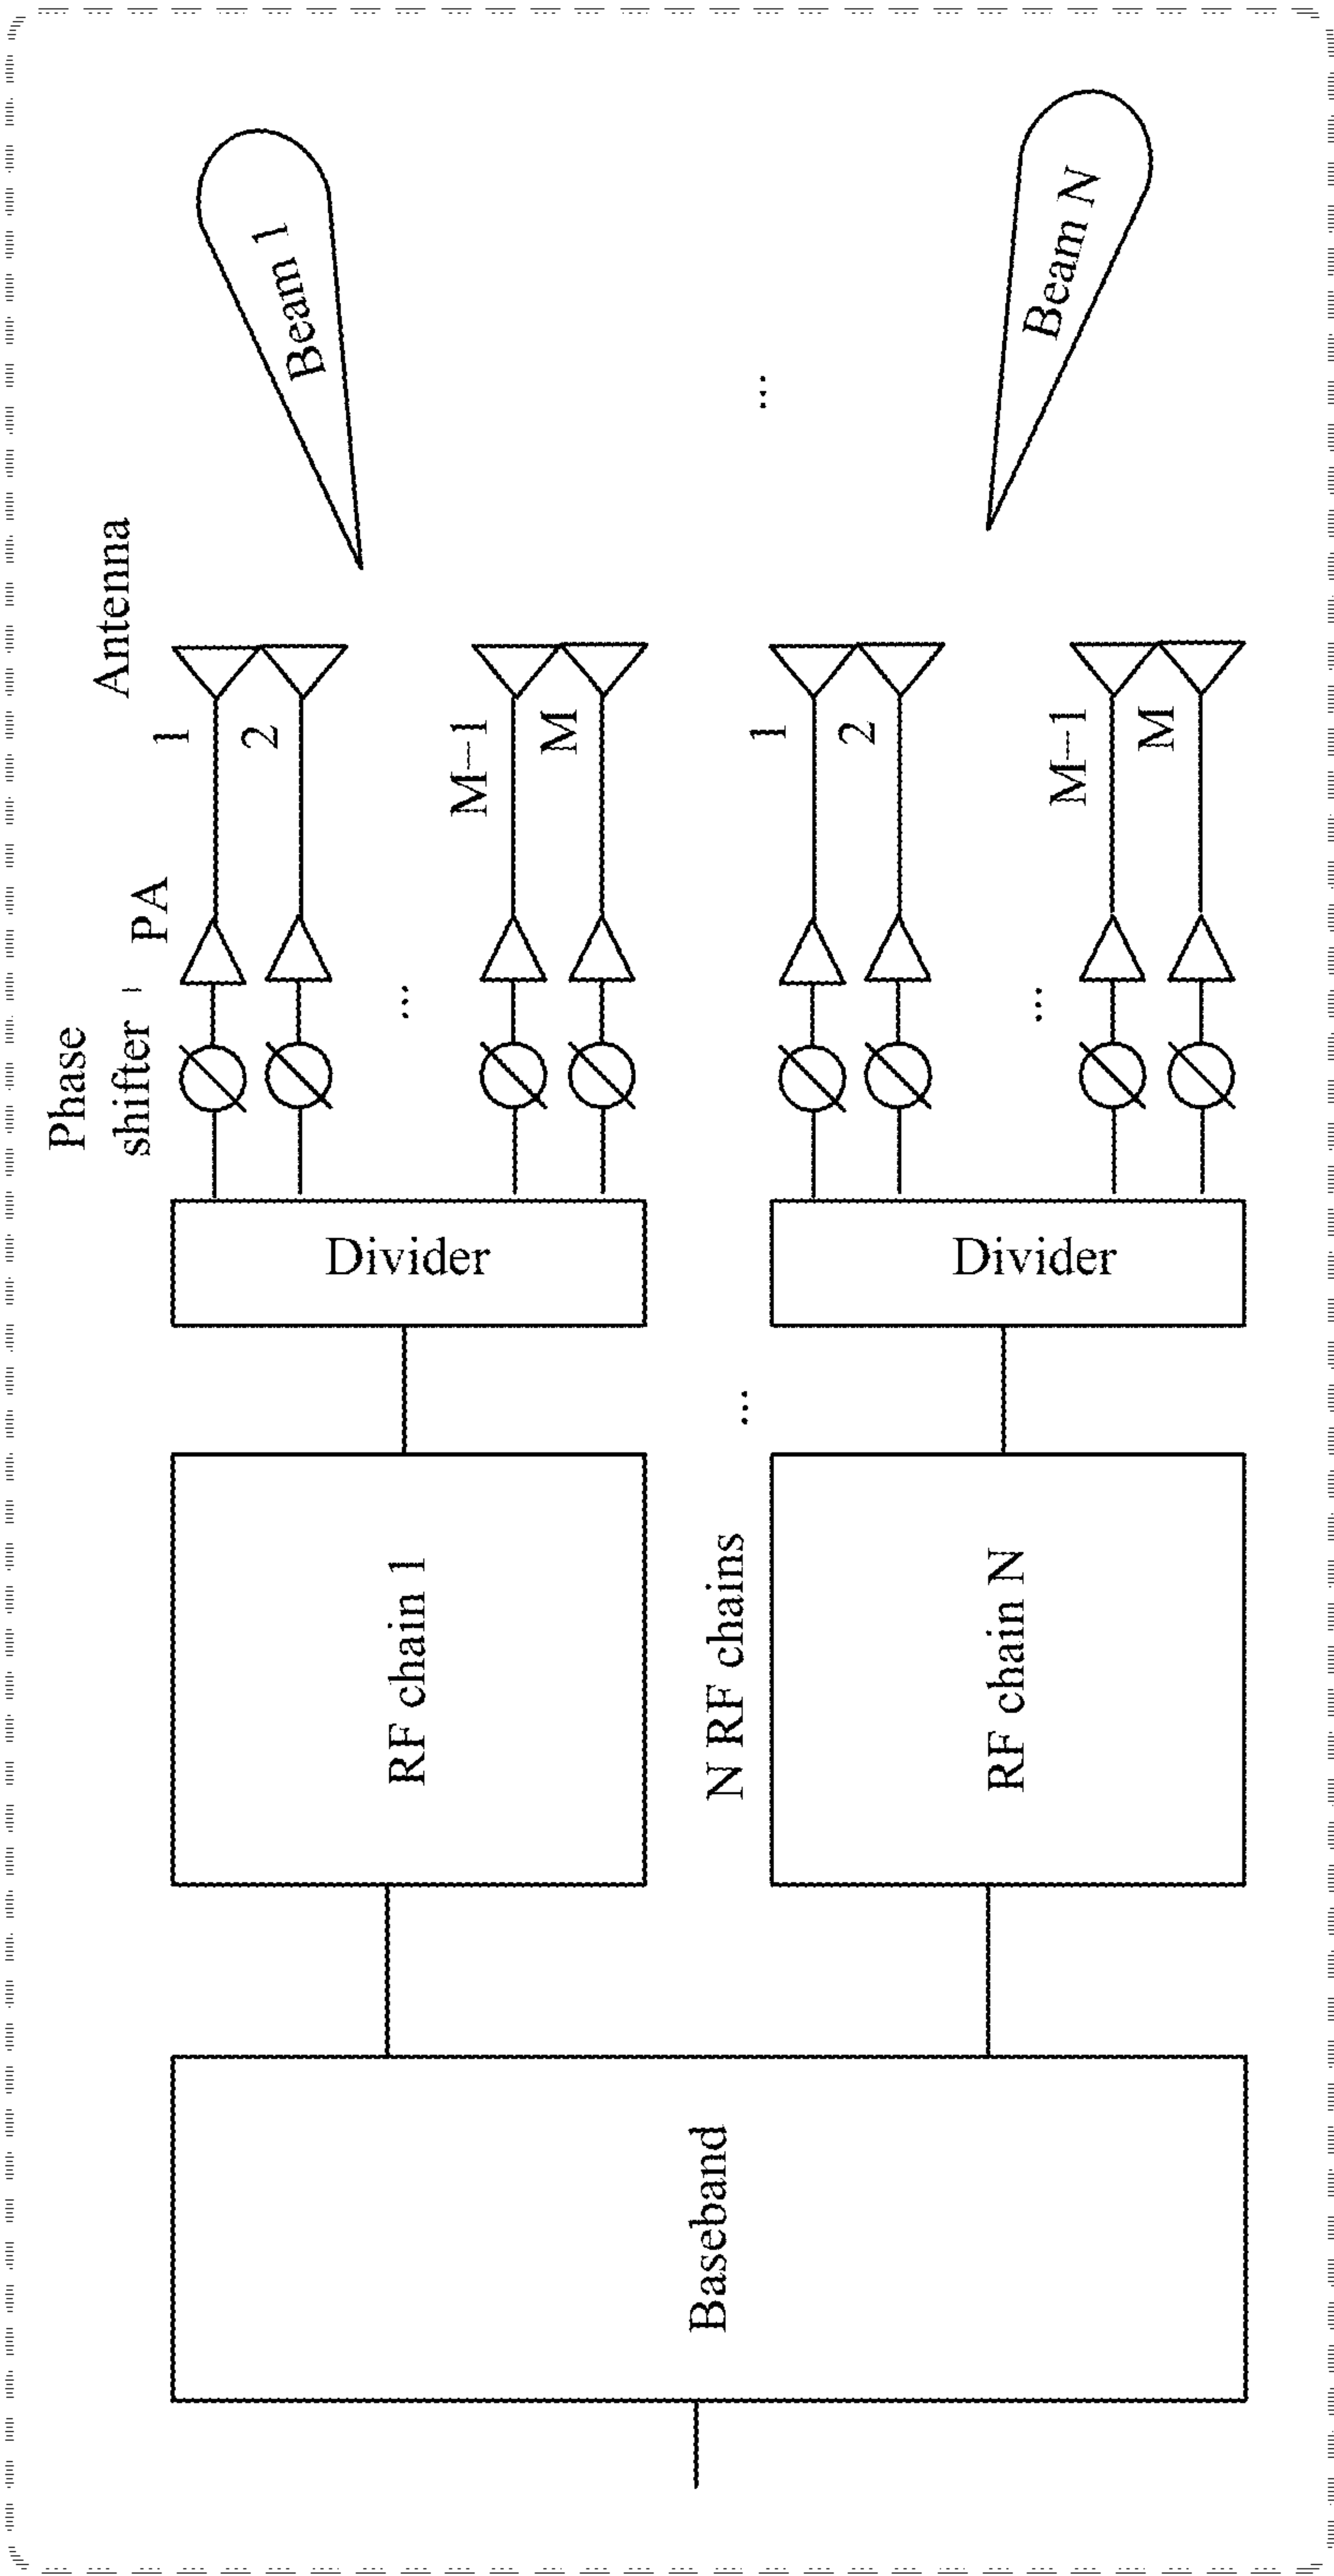 Baseband
RF chain 1
N RF chains
...
RF chain N
Divider
Divider
Phase
shifter
PA
Antenna
1
2
...
M-1
M
1
2
...
M-1
M
Beam 1
...
Beam N